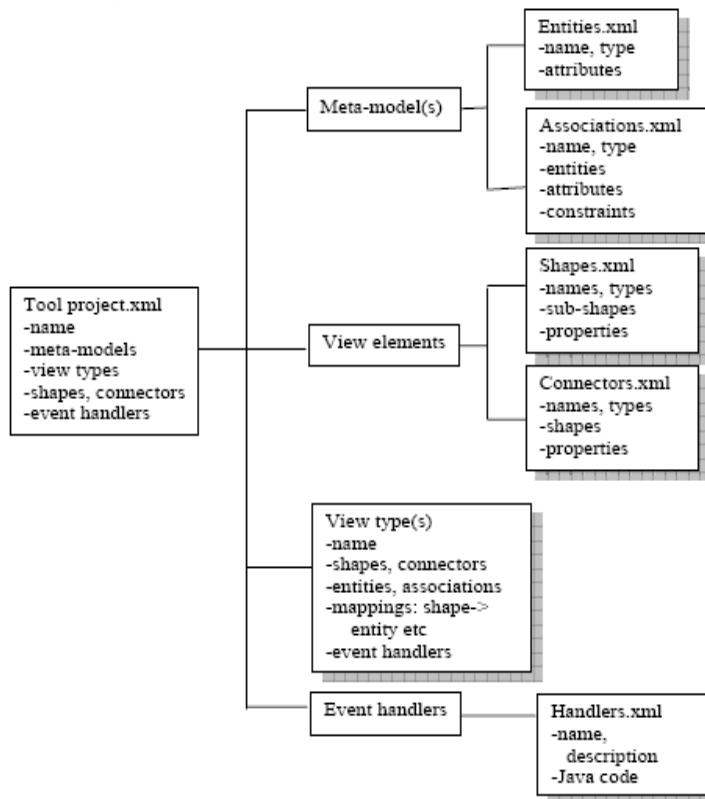 Entities.xml
-name, type
-attributes
Meta-model(s)
Associations.xml
-name, type
-entities
-attributes
-constraints
Tool project.xml
-name
-meta-models
-view types
-shapes, connectors
-event handlers
Shapes.xml
-names, types
-sub-shapes
-properties
View elements
Connectors.xml
-names, types
-shapes
-properties
View type(s)
-name
-shapes, connectors
-entities, associations
-mappings: shape->
entity etc
-event handlers
Event handlers
Handlers.xml
-name,
description
-Java code